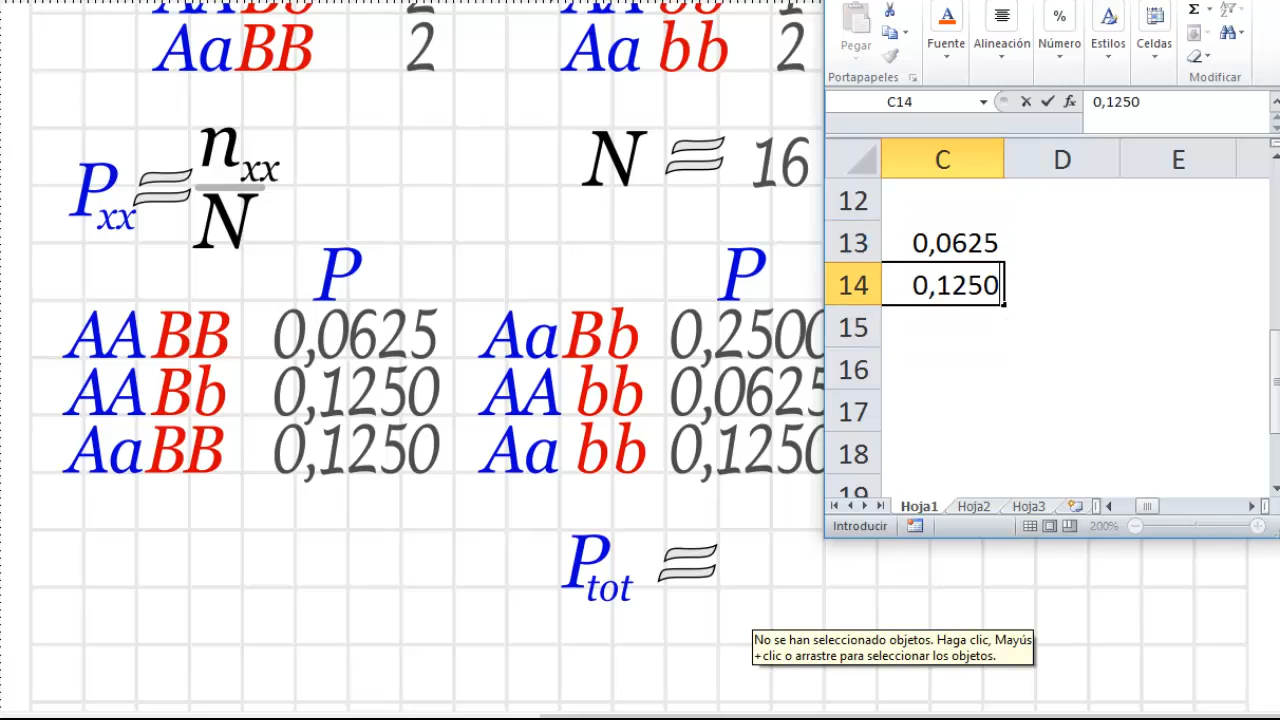 AaBB 2 Aa bb 2
Pxx = nxx / N N = 16
P P
AABB 0,0625 AaBb 0,2500
AABb 0,1250 AA bb 0,0625
AaBB 0,1250 Aa bb 0,1250
Ptot =
No se han seleccionado objetos. Haga clic, Mayús
+clic o arrastre para seleccionar los objetos.
Pegar Fuente Alineación Número Estilos Celdas
Portapapeles Modificar
C14 fx 0,1250
C D E
12
13 0,0625
14 0,1250
15
16
17
18
19
Hoja1 Hoja2 Hoja3
Introducir 200%